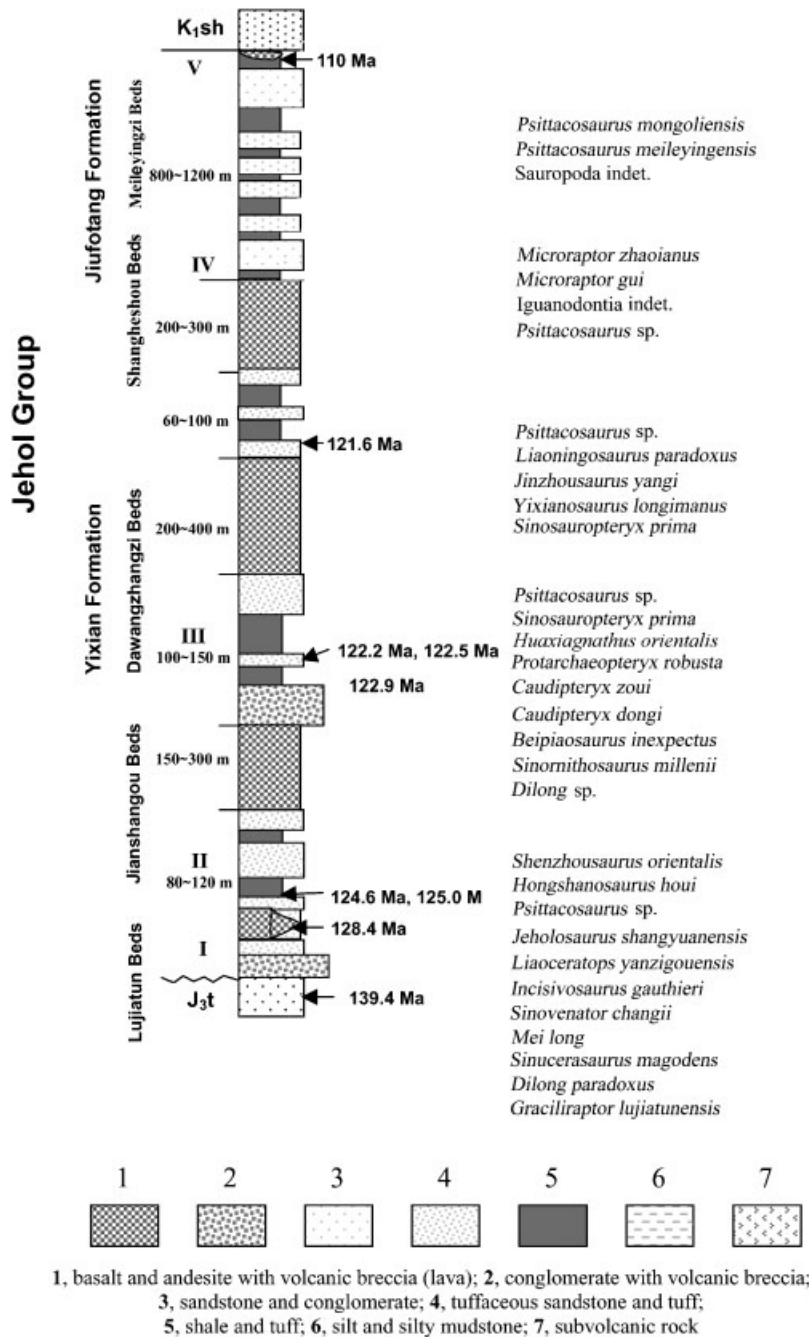 K₁sh
V
110 Ma
Jehol Group
Jiufotang Formation
Meileyingzi Beds
800~1200 m
Psittacosaurus mongoliensis
Psittacosaurus meileyingensis
Sauropoda indet.
IV
Shangheshou Beds
200~300 m
Microraptor zhaoianus
Microraptor gui
Iguanodontia indet.
Psittacosaurus sp.
60~100 m
121.6 Ma
Psittacosaurus sp.
Liaoningosaurus paradoxus
Jinzhousaurus yangi
Yixianosaurus longimanus
Sinosauropteryx prima
Yixian Formation
Dawangzhangzi Beds
200~400 m
III
100~150 m
122.2 Ma, 122.5 Ma
122.9 Ma
Psittacosaurus sp.
Sinosauropteryx prima
Huaxiagnathus orientalis
Protarchaeopteryx robusta
Caudipteryx zoui
Caudipteryx dongi
Beipiaosaurus inexpectus
Sinornithosaurus millenii
Dilong sp.
Jianshangou Beds
150~300 m
II
80~120 m
124.6 Ma, 125.0 M
128.4 Ma
Lujiatun Beds
I
J₃t
139.4 Ma
Shenzhousaurus orientalis
Hongshanosaurus houi
Psittacosaurus sp.
Jeholosaurus shangyuanensis
Liaoceratops yanzigouensis
Incisivosaurus gauthieri
Sinovenator changii
Mei long
Sinucerasaurus magodens
Dilong paradoxus
Graciliraptor lujiatunensis
1 2 3 4 5 6 7
1, basalt and andesite with volcanic breccia (lava); 2, conglomerate with volcanic breccia;
3, sandstone and conglomerate; 4, tuffaceous sandstone and tuff;
5, shale and tuff; 6, silt and silty mudstone; 7, subvolcanic rock